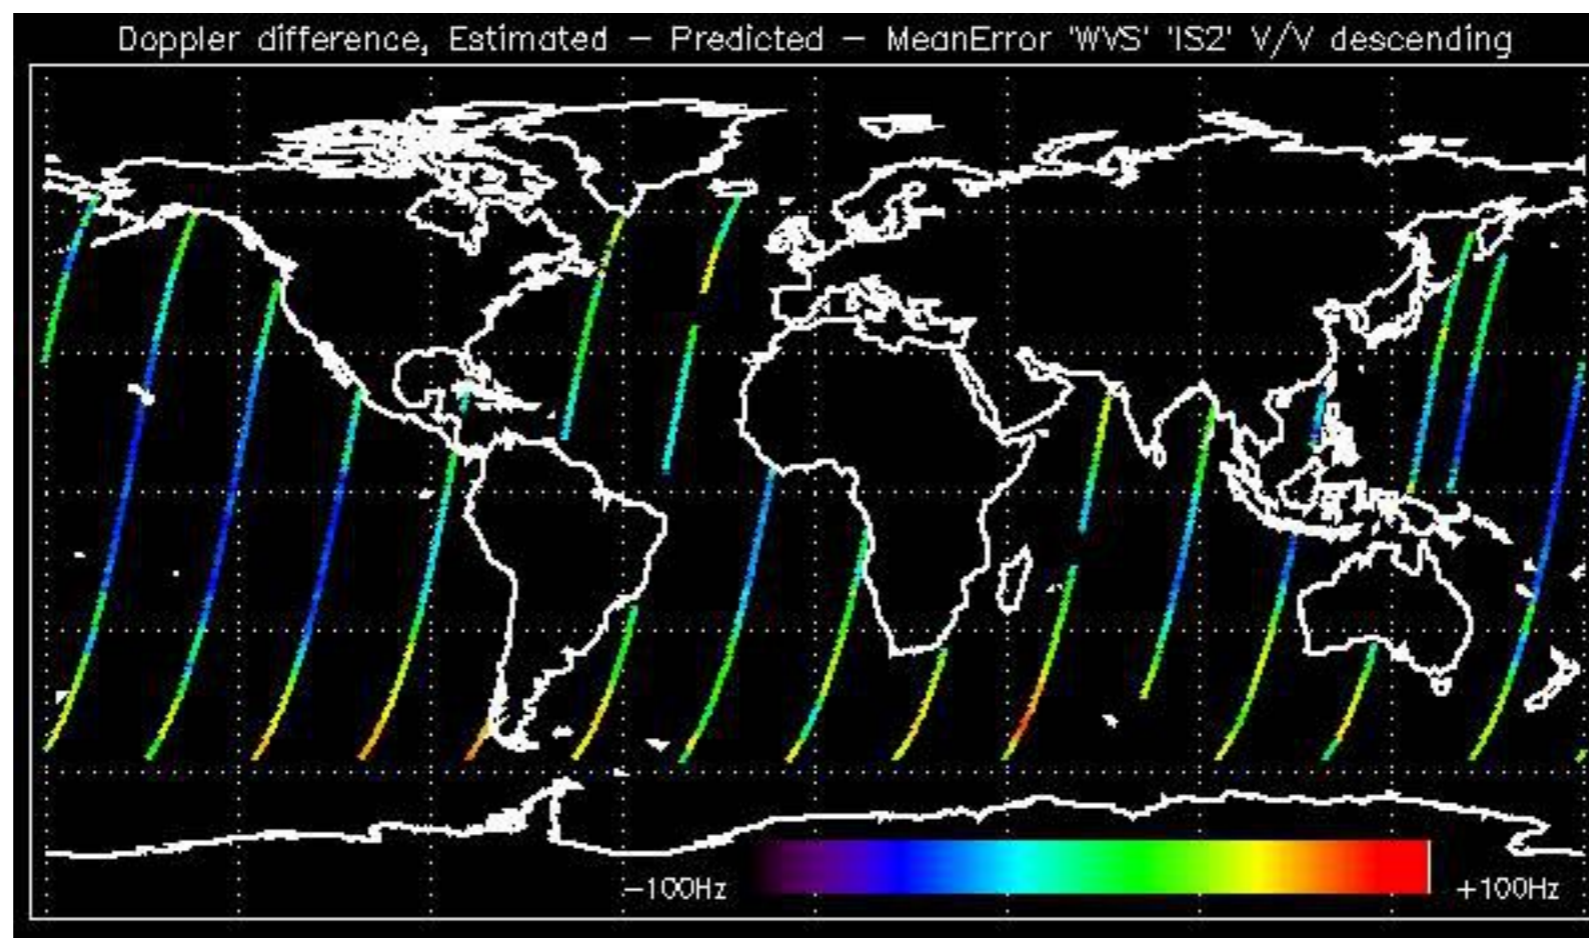 Doppler difference, Estimated - Predicted - MeanError 'WVS' 'IS2' V/V descending
-100Hz +100Hz